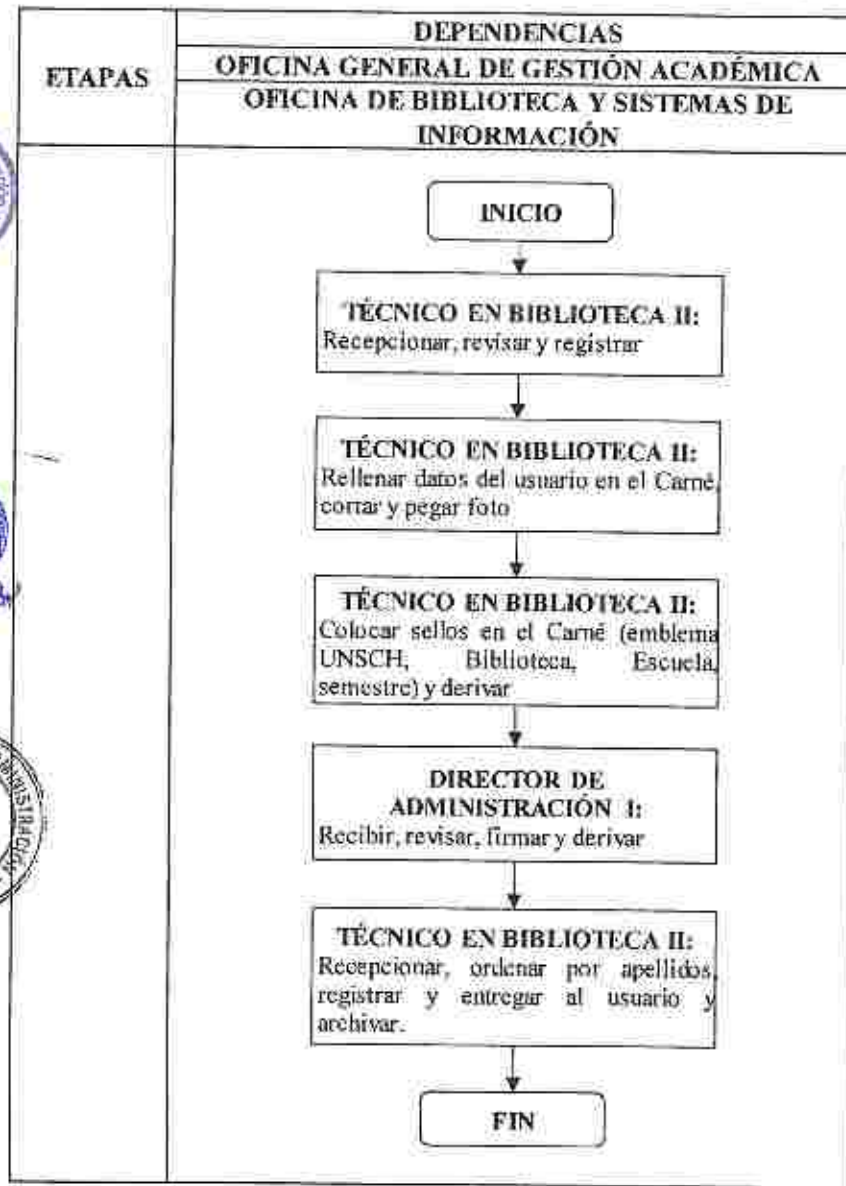 ETAPAS
DEPENDENCIAS
OFICINA GENERAL DE GESTIÓN ACADÉMICA
OFICINA DE BIBLIOTECA Y SISTEMAS DE
INFORMACIÓN
INICIO
TÉCNICO EN BIBLIOTECA II:
Recepcionar, revisar y registrar
TÉCNICO EN BIBLIOTECA II:
Rellenar datos del usuario en el Carné,
cortar y pegar foto
TÉCNICO EN BIBLIOTECA II:
Colocar sellos en el Carné (emblema
UNSCH, Biblioteca, Escuela,
semestre) y derivar
DIRECTOR DE
ADMINISTRACIÓN I:
Recibir, revisar, firmar y derivar
TÉCNICO EN BIBLIOTECA II:
Recepcionar, ordenar por apellidos,
registrar y entregar al usuario y
archivar.
FIN